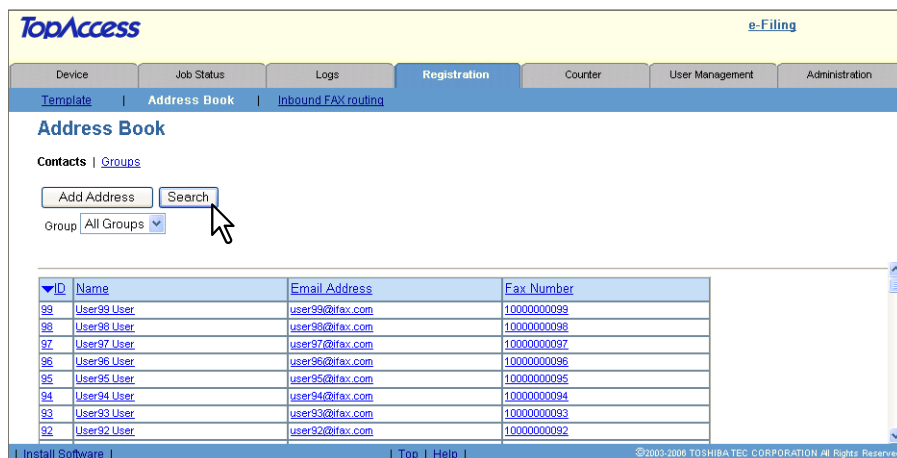 TopAccess e-Filing
Device Job Status Logs Registration Counter User Management Administration
Template | Address Book | Inbound FAX routing
Address Book
Contacts | Groups
Add Address Search
Group All Groups
ID Name Email Address Fax Number
99 User99 User user99@ifax.com 10000000099
98 User98 User user98@ifax.com 10000000098
97 User97 User user97@ifax.com 10000000097
96 User96 User user96@ifax.com 10000000096
95 User95 User user95@ifax.com 10000000095
94 User94 User user94@ifax.com 10000000094
93 User93 User user93@ifax.com 10000000093
92 User92 User user92@ifax.com 10000000092
| Install Software | | Top | Help | ©2003-2006 TOSHIBA TEC CORPORATION All Rights Reserve